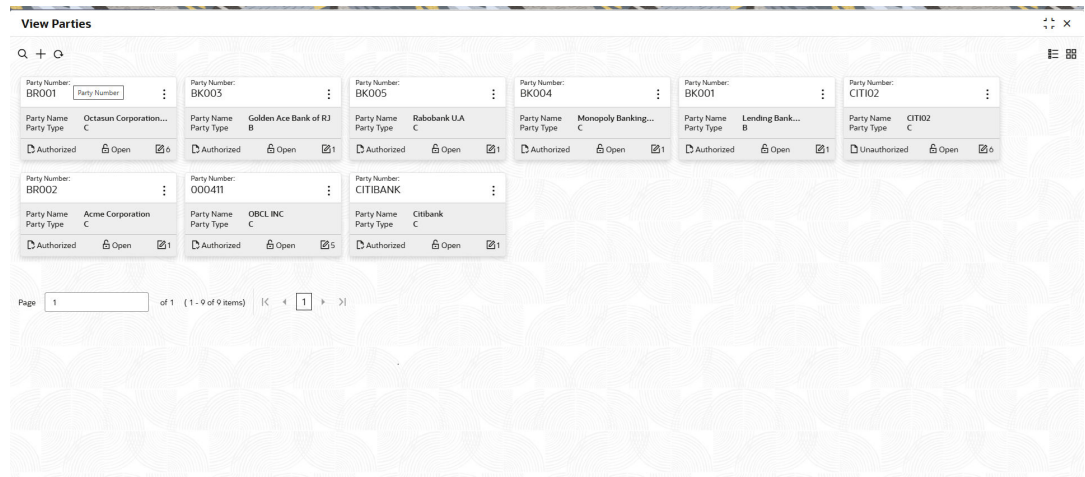 View Parties
Party Number:
BR001 Party Number
Party Name Octasun Corporation...
Party Type C
Authorized Open 6
Party Number:
BK003
Party Name Golden Ace Bank of RJ
Party Type B
Authorized Open 1
Party Number:
BK005
Party Name Rabobank U.A
Party Type C
Authorized Open 1
Party Number:
BK004
Party Name Monopoly Banking...
Party Type C
Authorized Open 1
Party Number:
BK001
Party Name Lending Bank...
Party Type B
Authorized Open 1
Party Number:
CITI02
Party Name CITI02
Party Type C
Unauthorized Open 6
Party Number:
BR002
Party Name Acme Corporation
Party Type C
Authorized Open 1
Party Number:
000411
Party Name OBCL INC
Party Type C
Authorized Open 5
Party Number:
CITIBANK
Party Name Citibank
Party Type C
Authorized Open 1
Page 1 of 1 ( 1 - 9 of 9 items) 1